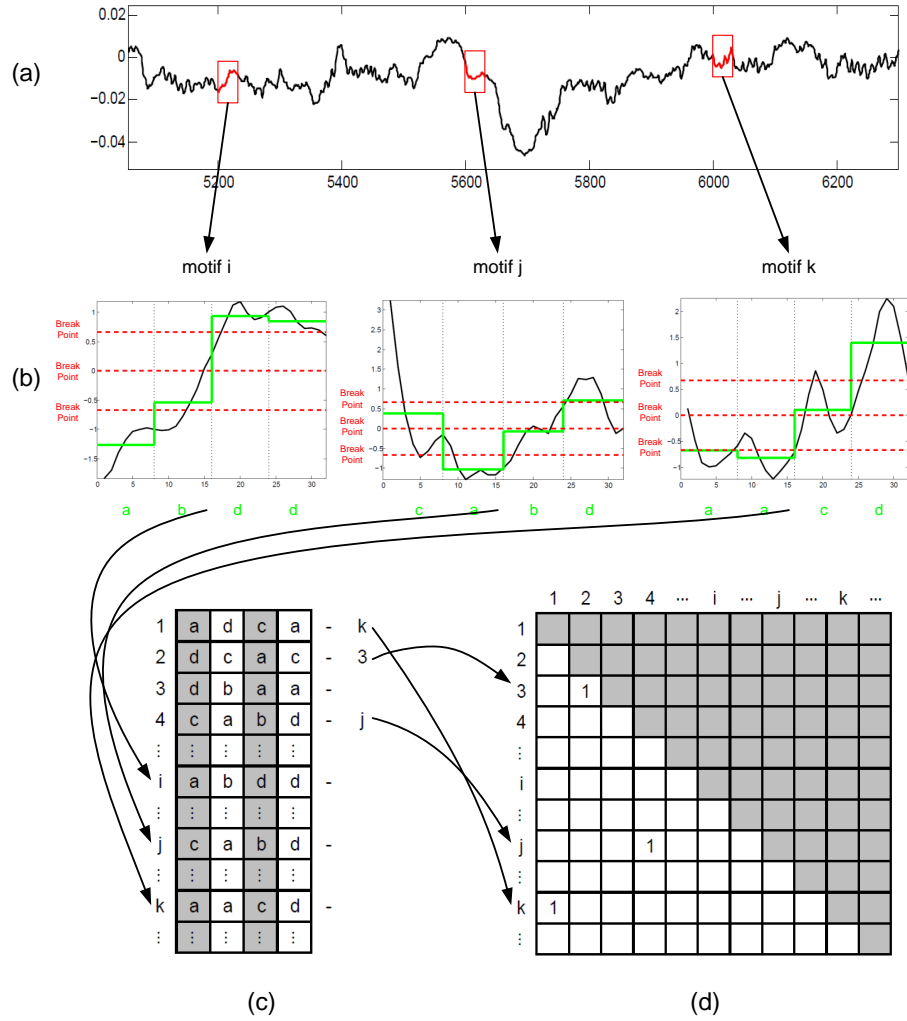 (a)
0.02
0
−0.02
−0.04
5200 5400 5600 5800 6000 6200
motif i motif j motif k
(b)
Break Point
Break Point
Break Point
1
0.5
0
−0.5
−1
−1.5
0 5 10 15 20 25 30
a b d d
Break Point
Break Point
Break Point
3
2.5
2
1.5
1
0.5
0
−0.5
−1
0 5 10 15 20 25 30
c a b d
Break Point
Break Point
Break Point
2
1.5
1
0.5
0
−0.5
−1
0 5 10 15 20 25 30
a a c d
1 a d c a - k
2 d c a c - 3
3 d b a a -
4 c a b d - j
⋮ ⋮ ⋮ ⋮ ⋮
i a b d d -
⋮ ⋮ ⋮ ⋮ ⋮
j c a b d -
⋮ ⋮ ⋮ ⋮ ⋮
k a a c d -
⋮ ⋮ ⋮ ⋮ ⋮
(c)
1 2 3 4 ... i ... j ... k ...
1
2
3 1
4
⋮
i
⋮
j 1
⋮
k 1
⋮
(d)